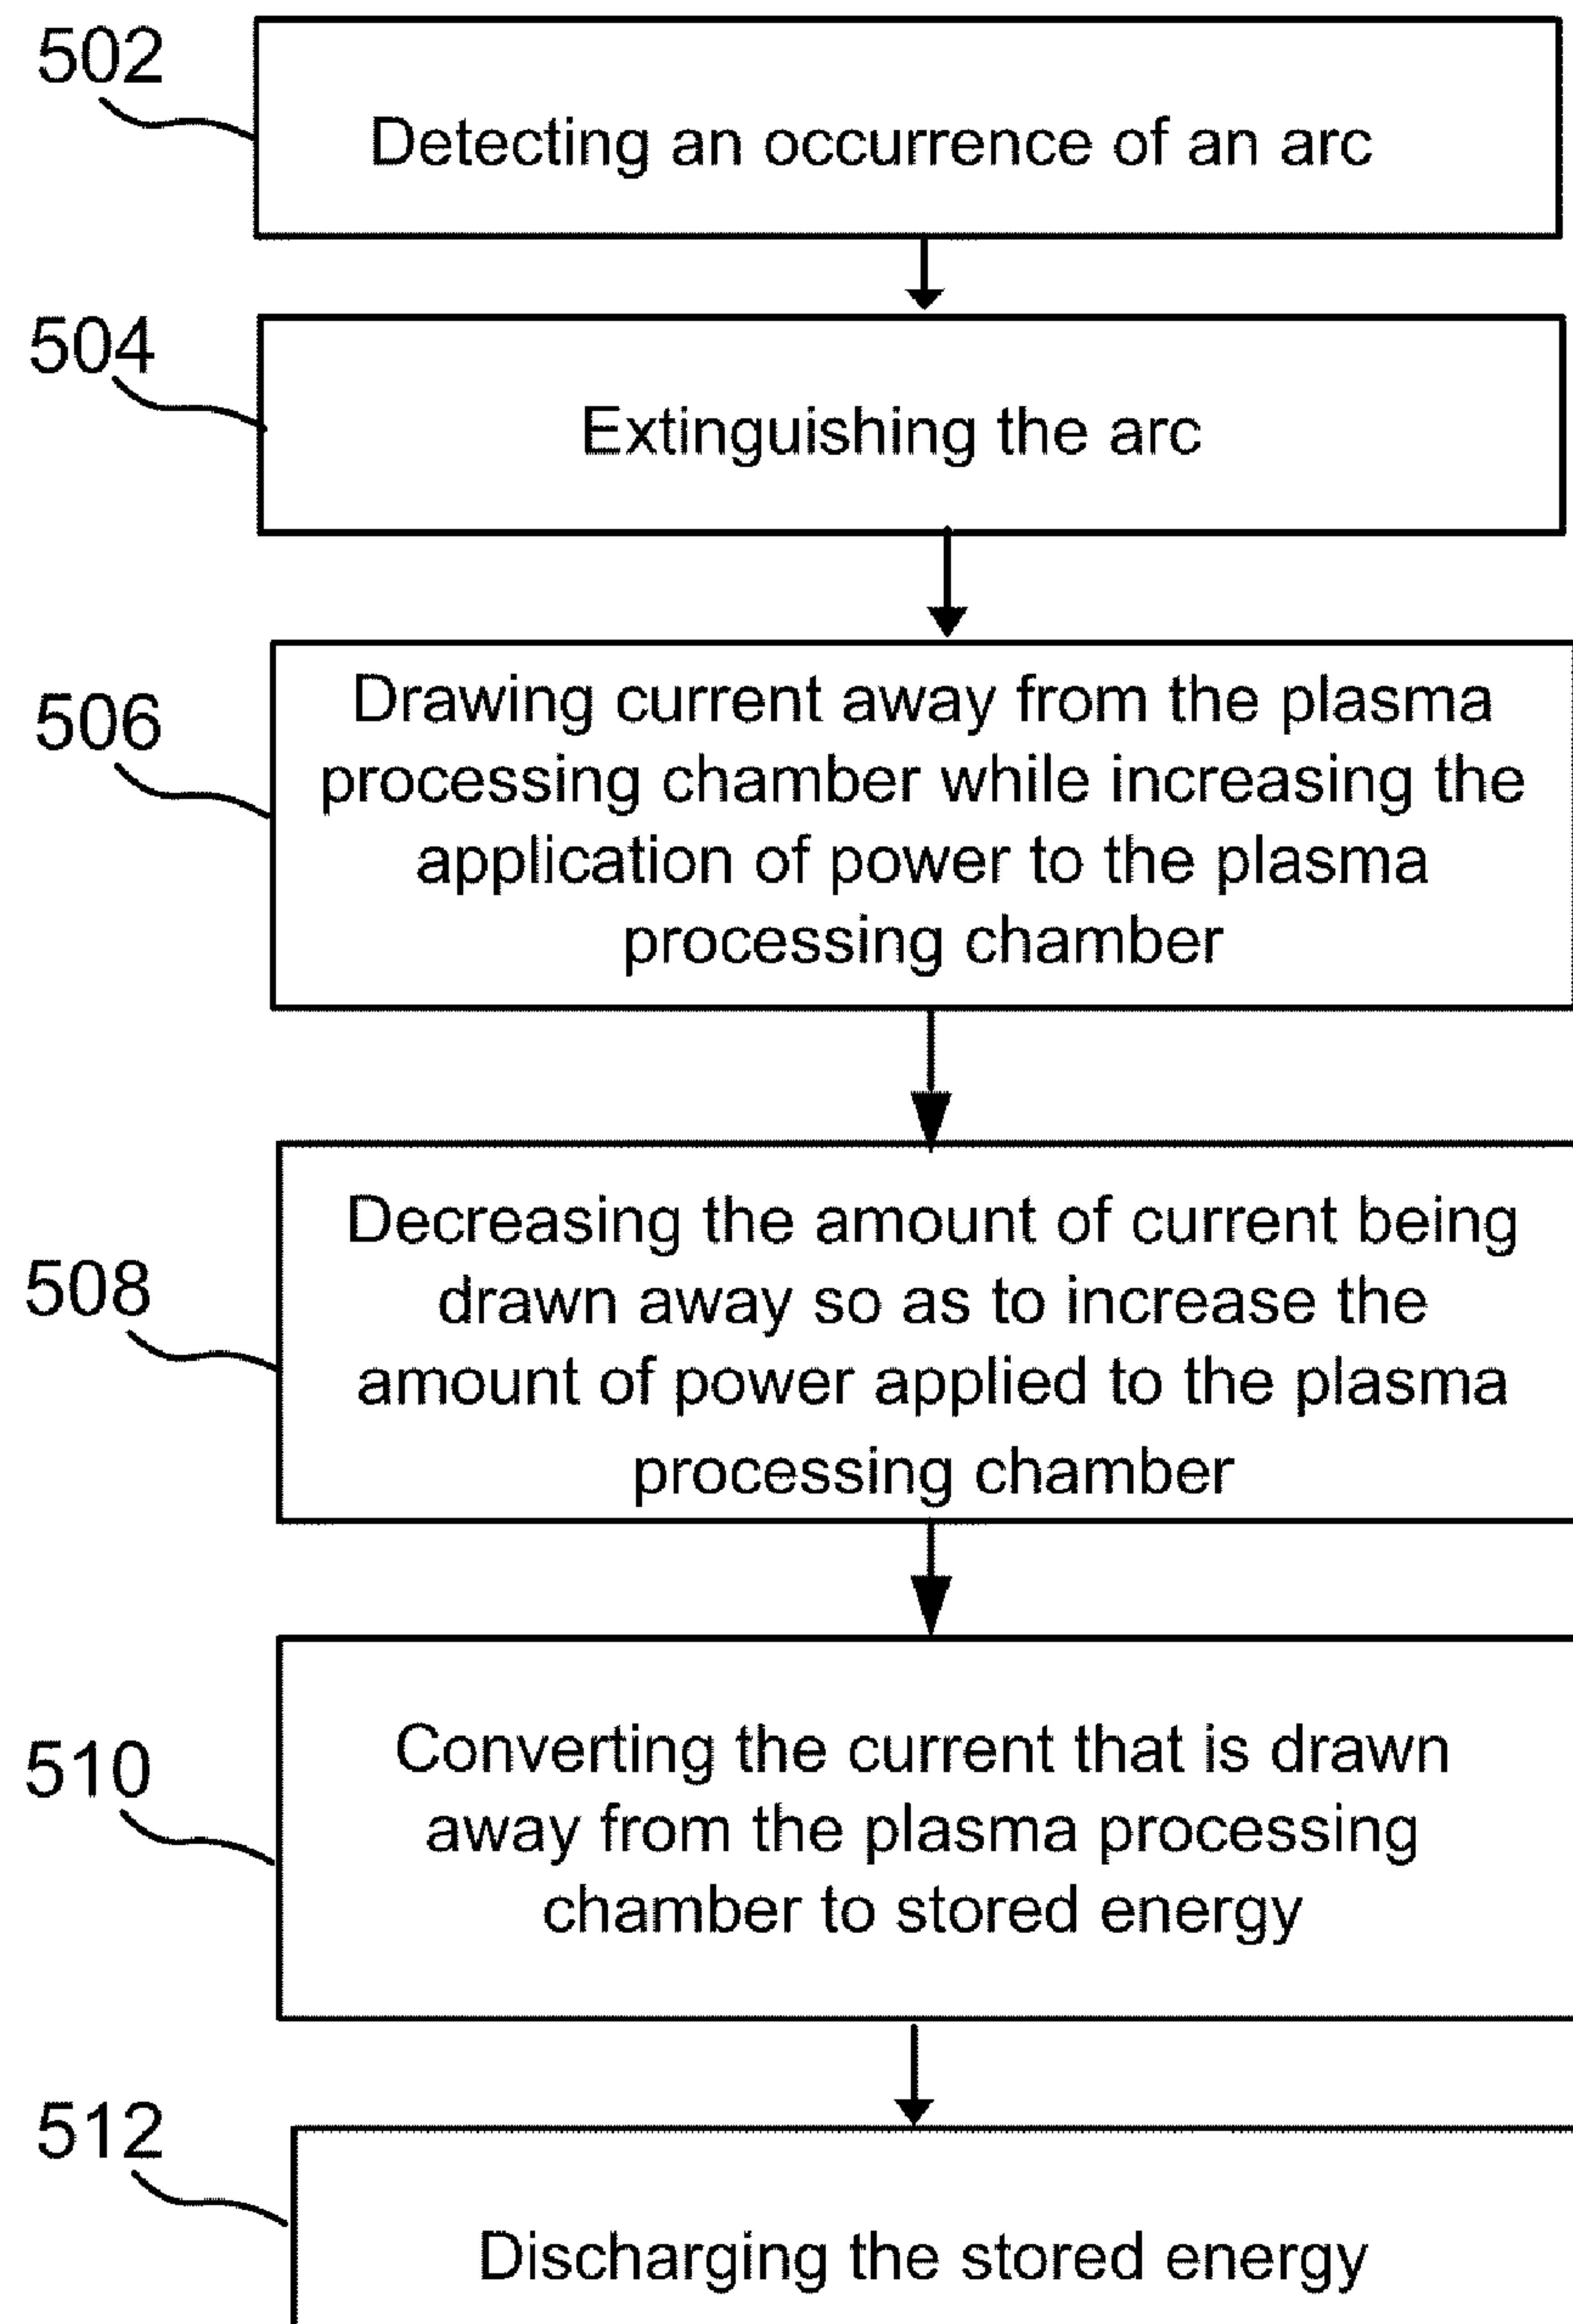 502
Detecting an occurrence of an arc
504
Extinguishing the arc
506
Drawing current away from the plasma
processing chamber while increasing the
application of power to the plasma
processing chamber
508
Decreasing the amount of current being
drawn away so as to increase the
amount of power applied to the plasma
processing chamber
510
Converting the current that is drawn
away from the plasma processing
chamber to stored energy
512
Discharging the stored energy